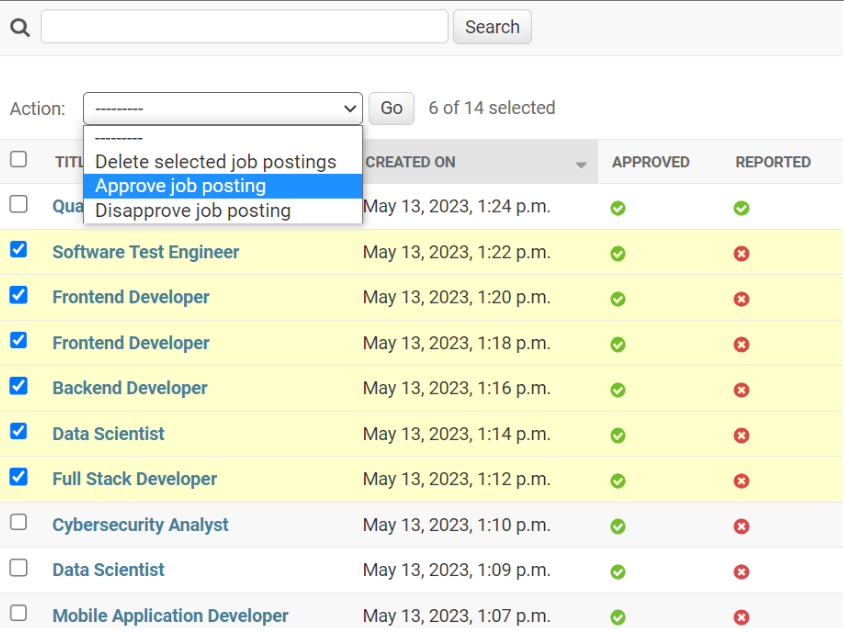 Search
Action: --------- Go 6 of 14 selected
---------
Delete selected job postings
Approve job posting
Disapprove job posting
CREATED ON APPROVED REPORTED
May 13, 2023, 1:24 p.m.
Software Test Engineer May 13, 2023, 1:22 p.m.
Frontend Developer May 13, 2023, 1:20 p.m.
Frontend Developer May 13, 2023, 1:18 p.m.
Backend Developer May 13, 2023, 1:16 p.m.
Data Scientist May 13, 2023, 1:14 p.m.
Full Stack Developer May 13, 2023, 1:12 p.m.
Cybersecurity Analyst May 13, 2023, 1:10 p.m.
Data Scientist May 13, 2023, 1:09 p.m.
Mobile Application Developer May 13, 2023, 1:07 p.m.